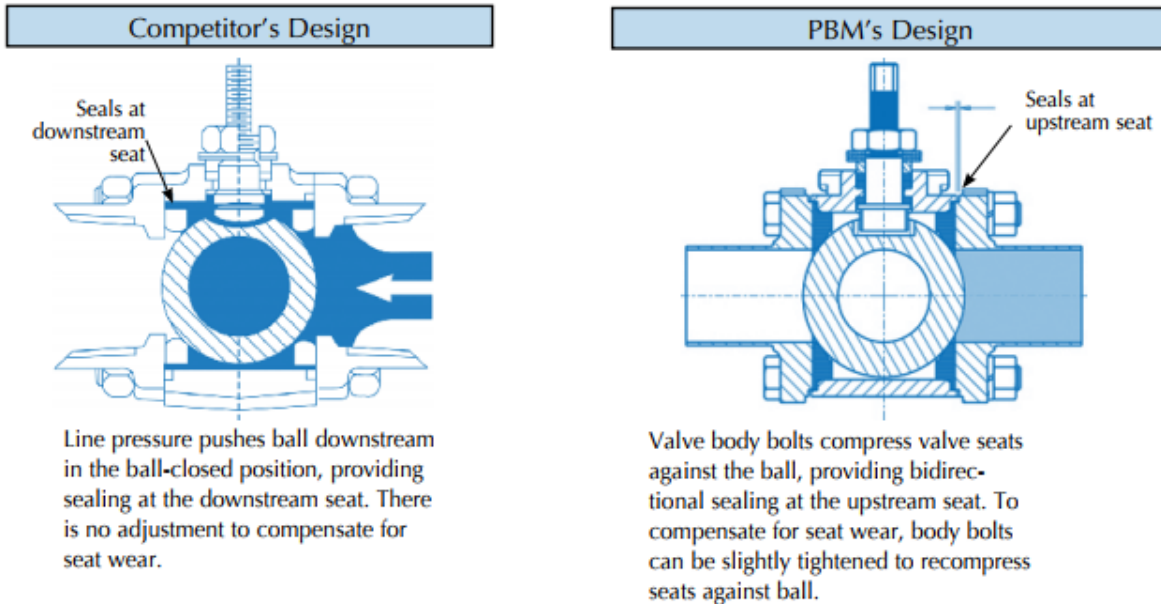 Competitor's Design
Seals at
downstream
seat
Line pressure pushes ball downstream
in the ball-closed position, providing
sealing at the downstream seat. There
is no adjustment to compensate for
seat wear.
PBM's Design
Seals at
upstream seat
Valve body bolts compress valve seats
against the ball, providing bidirec-
tional sealing at the upstream seat. To
compensate for seat wear, body bolts
can be slightly tightened to recompress
seats against ball.